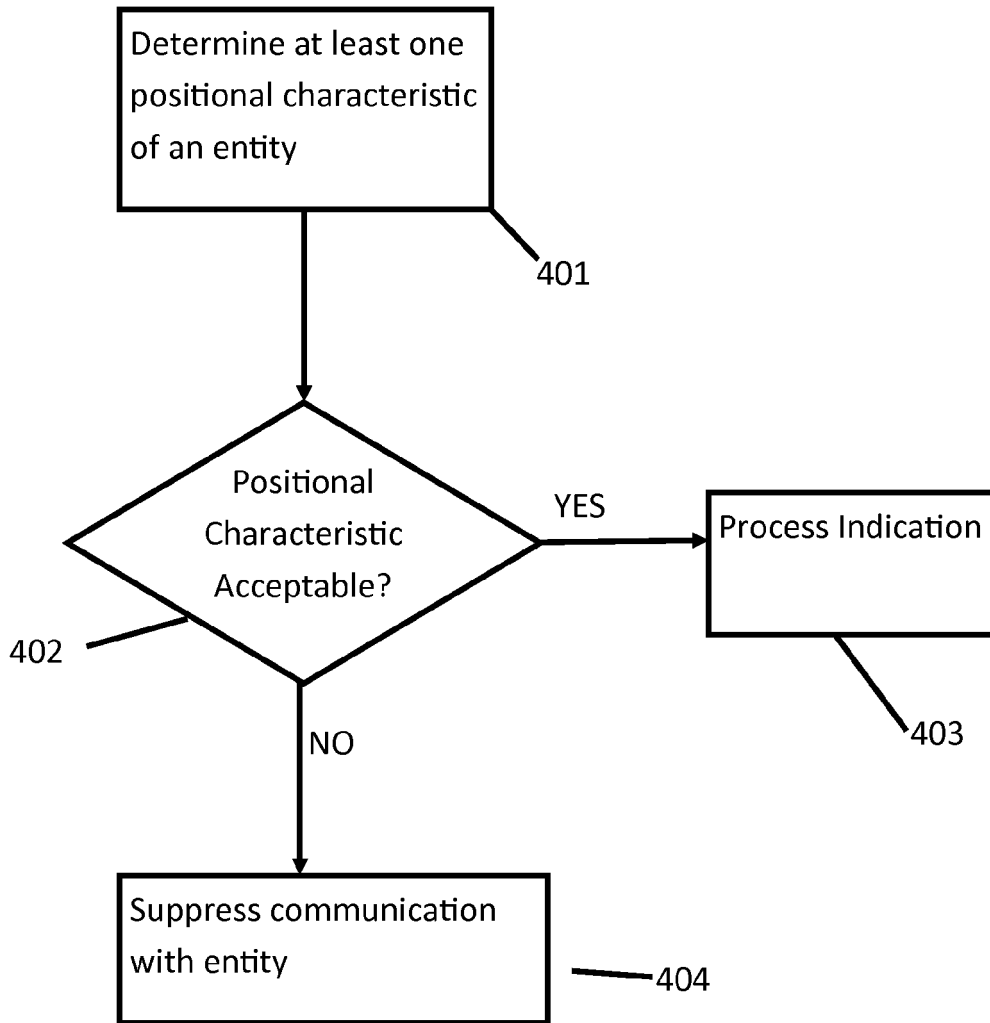 Determine at least one
positional characteristic
of an entity
401
Positional
Characteristic
Acceptable?
YES
Process Indication
402
403
NO
Suppress communication
with entity
404